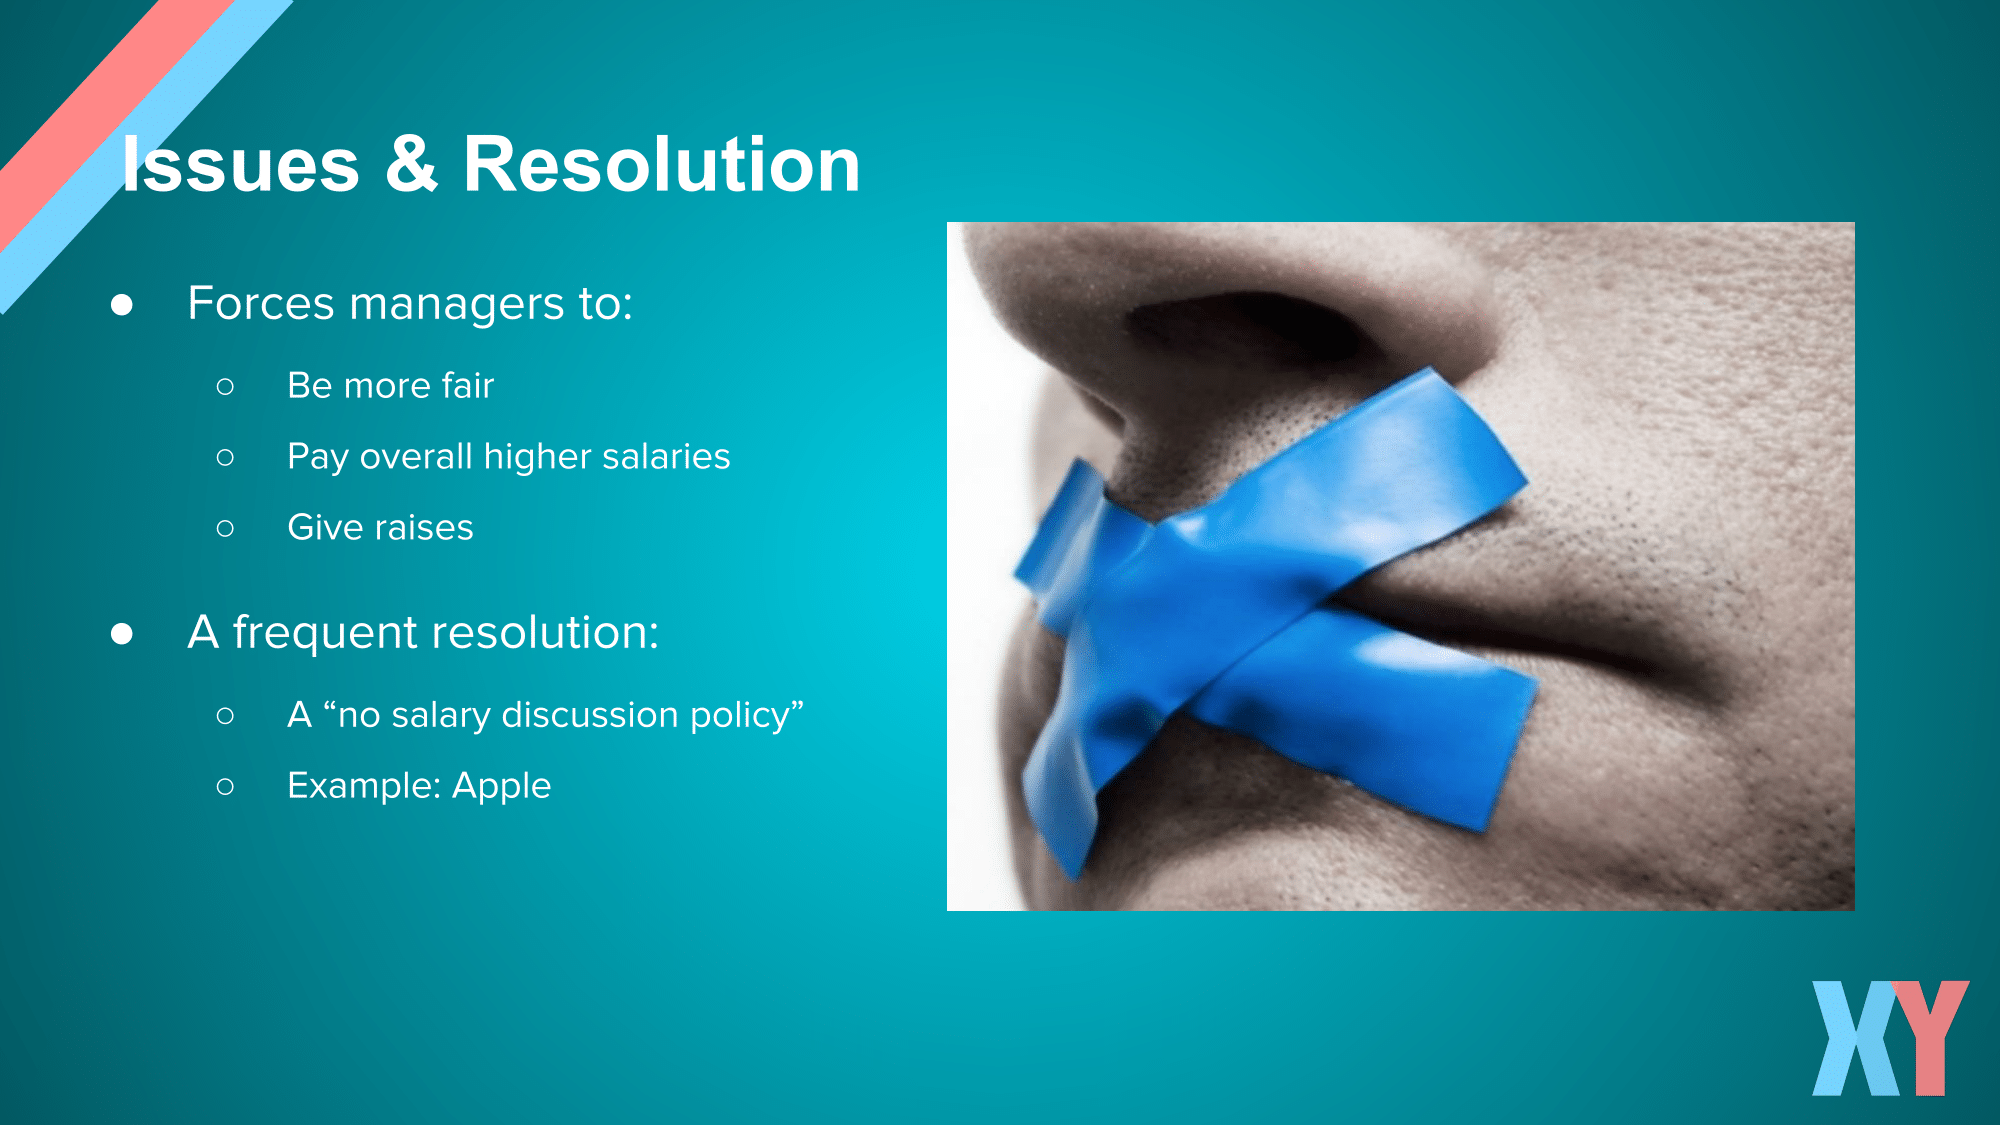 Issues & Resolution
● Forces managers to:
○ Be more fair
○ Pay overall higher salaries
○ Give raises
● A frequent resolution:
○ A “no salary discussion policy”
○ Example: Apple
XY